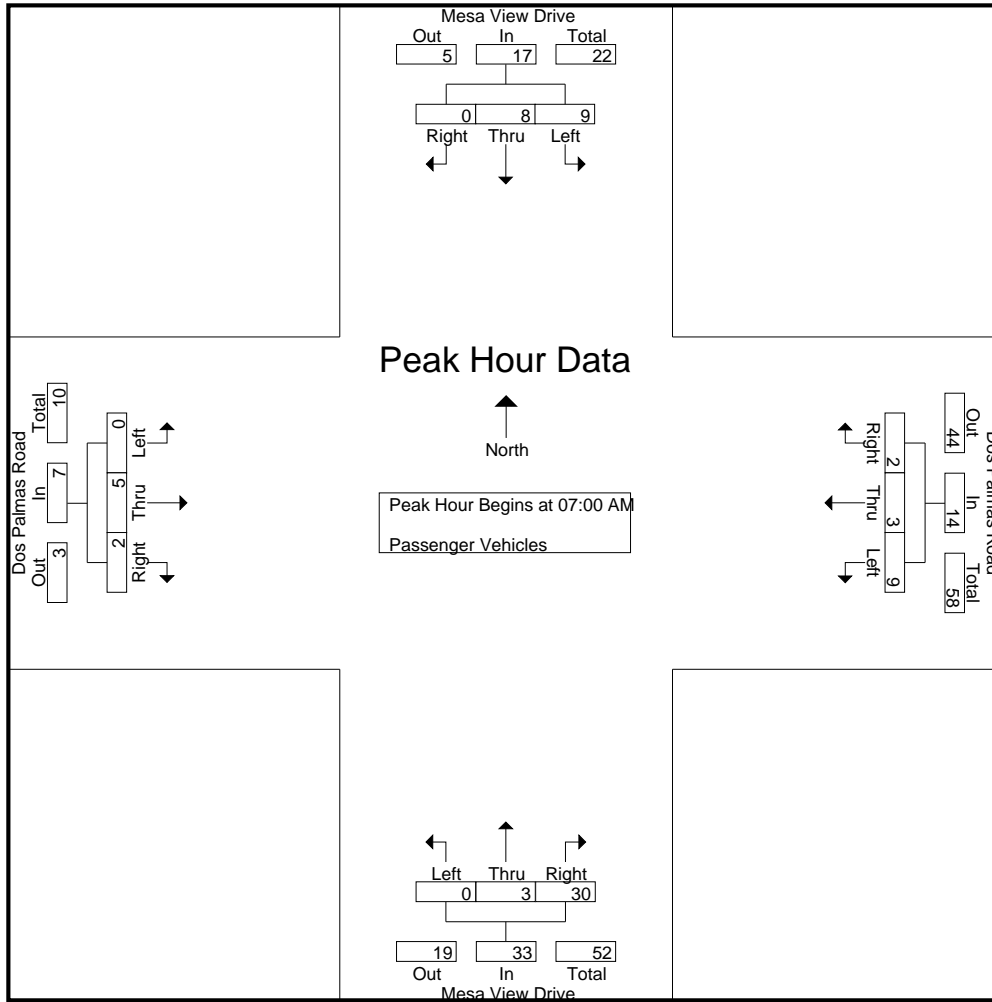 Mesa View Drive
Out In Total
5 17 22
0 8 9
Right Thru Left
Peak Hour Data
North
Peak Hour Begins at 07:00 AM
Passenger Vehicles
Dos Palmas Road
Total In Out
10 7 3
0 5 2
Left Thru Right
Dos Palmas Road
Out In Total
44 14 58
Right Thru Left
2 3 9
Left Thru Right
0 3 30
19 33 52
Out In Total
Mesa View Drive